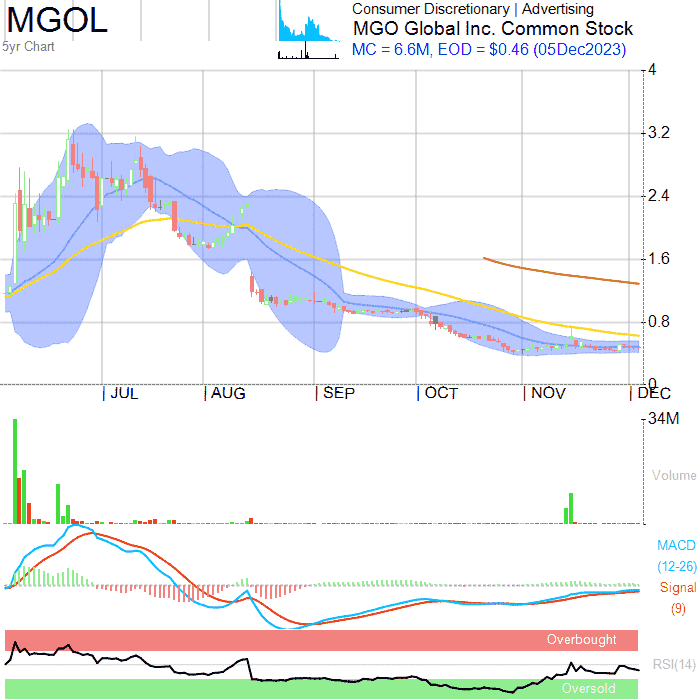 MGOL
5yr Chart
Consumer Discretionary | Advertising
MGO Global Inc. Common Stock
MC = 6.6M, EOD = $0.46 (05Dec2023)
4
3.2
2.4
1.6
0.8
0
JUL AUG SEP OCT NOV DEC
34M
Volume
MACD
(12-26)
Signal
(9)
Overbought
RSI(14)
Oversold